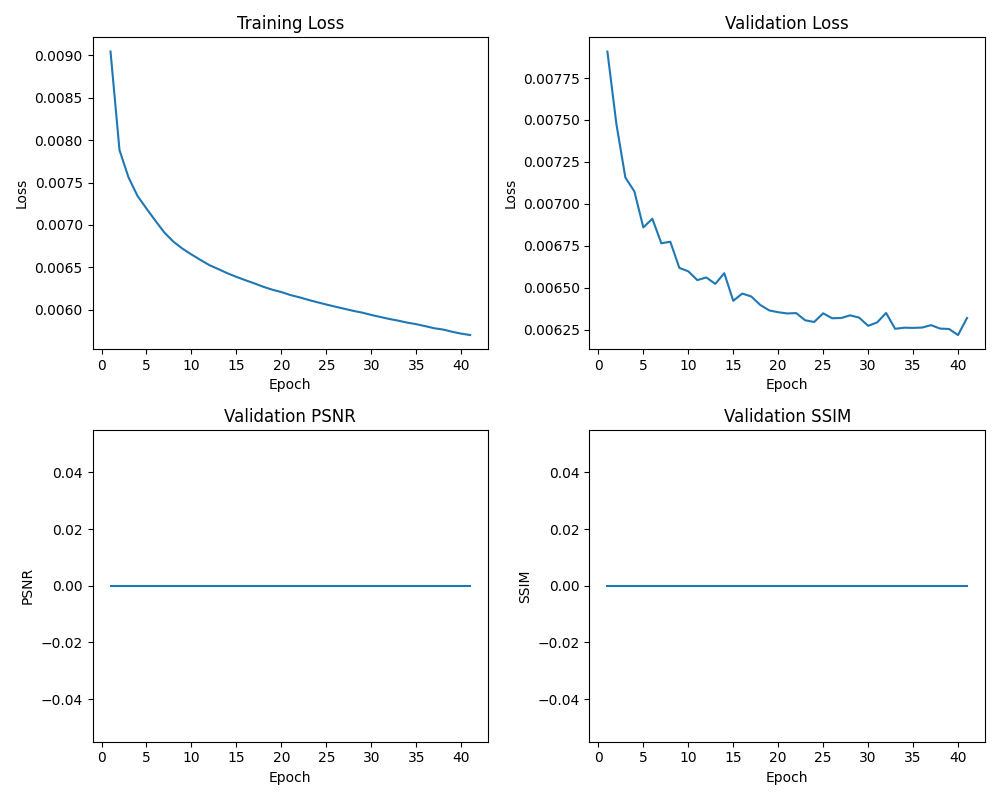 Training Loss
Loss
0.0090
0.0085
0.0080
0.0075
0.0070
0.0065
0.0060
0 5 10 15 20 25 30 35 40
Epoch
Validation Loss
Loss
0.00775
0.00750
0.00725
0.00700
0.00675
0.00650
0.00625
0 5 10 15 20 25 30 35 40
Epoch
Validation PSNR
PSNR
0.04
0.02
0.00
−0.02
−0.04
0 5 10 15 20 25 30 35 40
Epoch
Validation SSIM
SSIM
0.04
0.02
0.00
−0.02
−0.04
0 5 10 15 20 25 30 35 40
Epoch